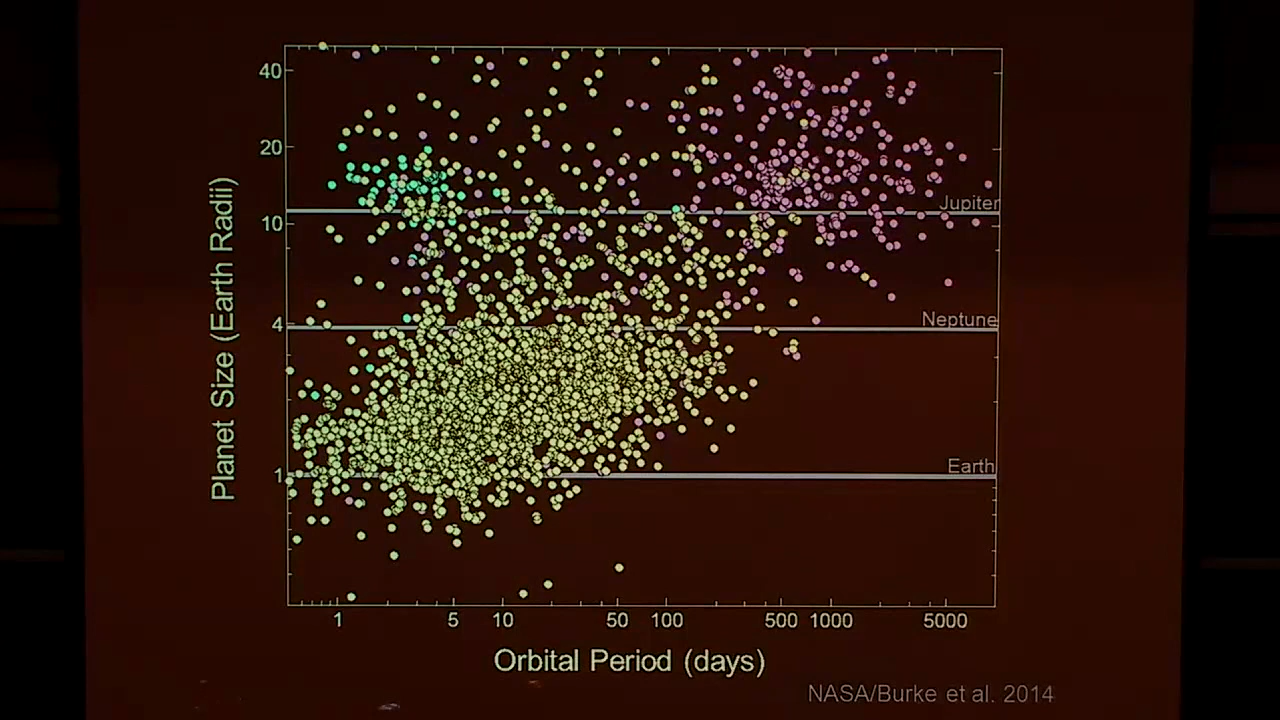 40
20
Jupiter
10
Neptune
4
Earth
1
Planet Size (Earth Radii)
1 5 10 50 100 500 1000 5000
Orbital Period (days)
NASA/Burke et al. 2014